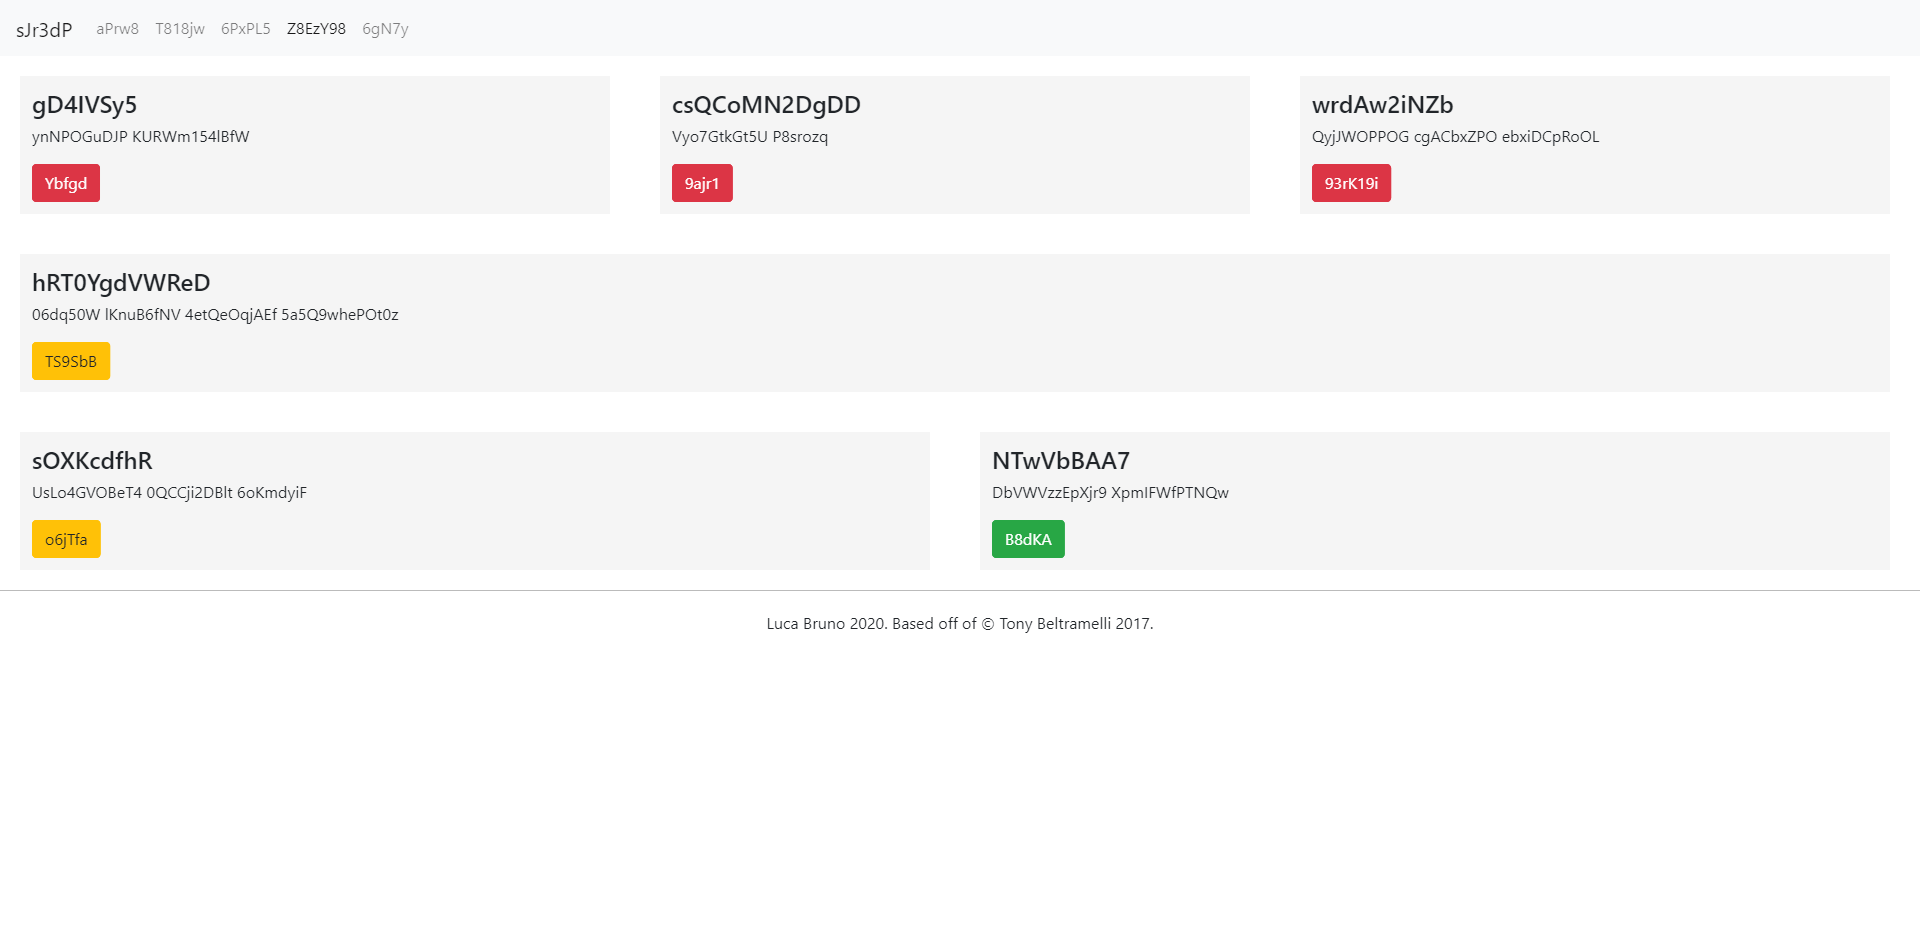 sJr3dP aPrw8 T818jw 6PxPL5 Z8EzY98 6gN7y
gD4IVSy5
ynNPOGuDJP KURWm154lBfW
Ybfgd
csQCoMN2DgDD
Vyo7GtkGt5U P8srozq
9ajr1
wrdAw2iNZb
QyjJWOPPOG cgACbxZPO ebxiDCpRoOL
93rK19i
hRT0YgdVWReD
06dq50W lKnuB6fNV 4etQeOqjAEf 5a5Q9whePOt0z
TS9SbB
sOXKcdfhR
UsLo4GVOBeT4 0QCCji2DBlt 6oKmdyiF
o6jTfa
NTwVbBAA7
DbVWVzzEpXjr9 XpmIFWfPTNQw
B8dKA
Luca Bruno 2020. Based off of © Tony Beltramelli 2017.